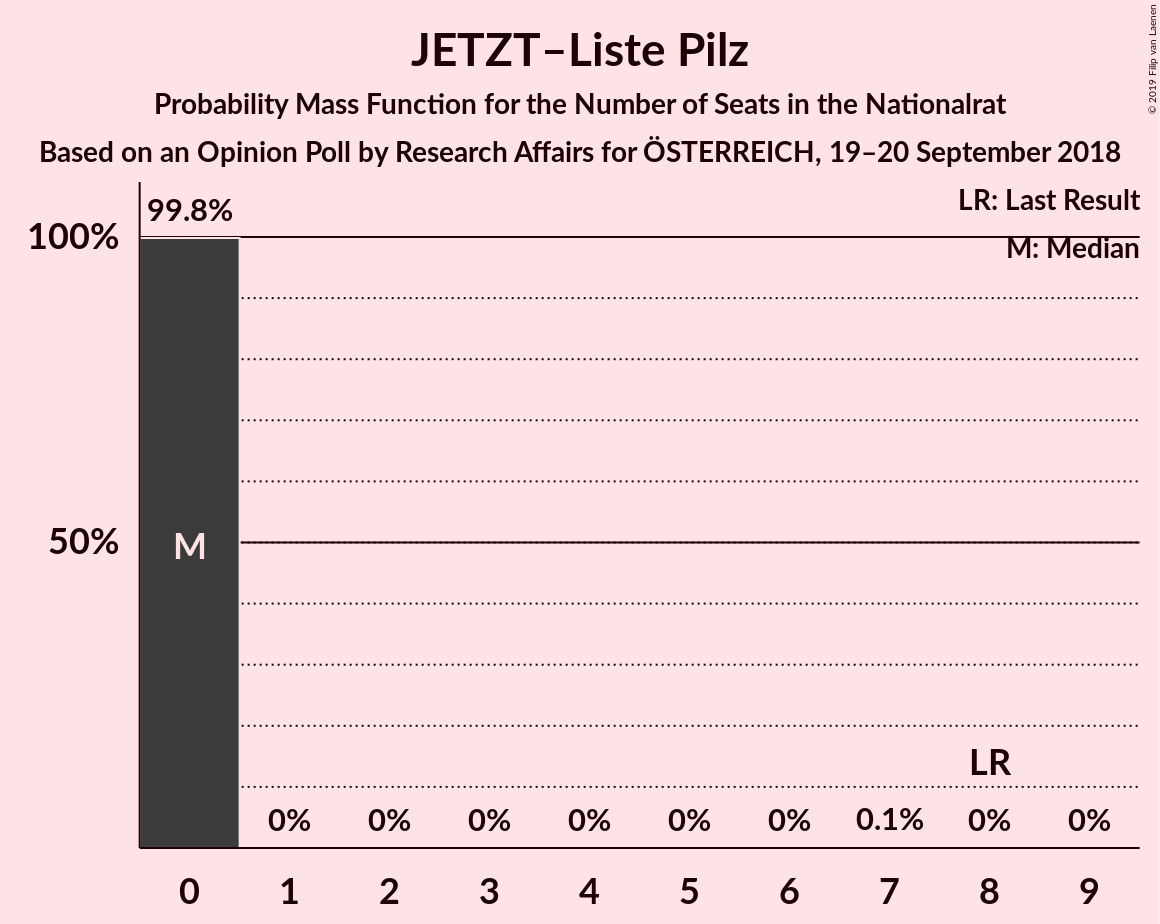 JETZT–Liste Pilz
Probability Mass Function for the Number of Seats in the Nationalrat
Based on an Opinion Poll by Research Affairs for ÖSTERREICH, 19–20 September 2018
© 2019 Filip van Laenen
LR: Last Result
M: Median
99.8%
100%
50%
M
LR
0% 0% 0% 0% 0% 0% 0.1% 0% 0%
0 1 2 3 4 5 6 7 8 9